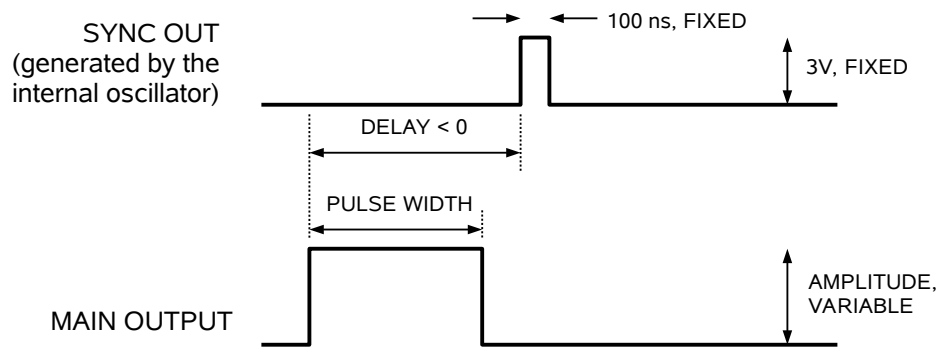 SYNC OUT
(generated by the
internal oscillator)
100 ns, FIXED
3V, FIXED
DELAY < 0
PULSE WIDTH
MAIN OUTPUT
AMPLITUDE,
VARIABLE